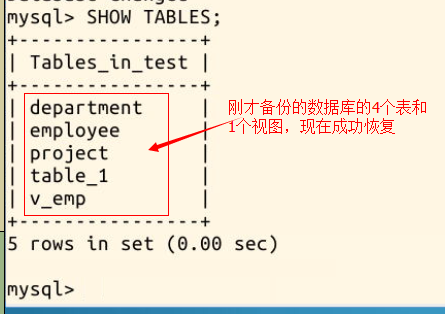 mysql> SHOW TABLES;
+----------------+
| Tables_in_test |
+----------------+
| department     |
| employee       |
| project        |
| table_1        |
| v_emp          |
+----------------+
5 rows in set (0.00 sec)
mysql>
刚才备份的数据库的4个表和
1个视图，现在成功恢复